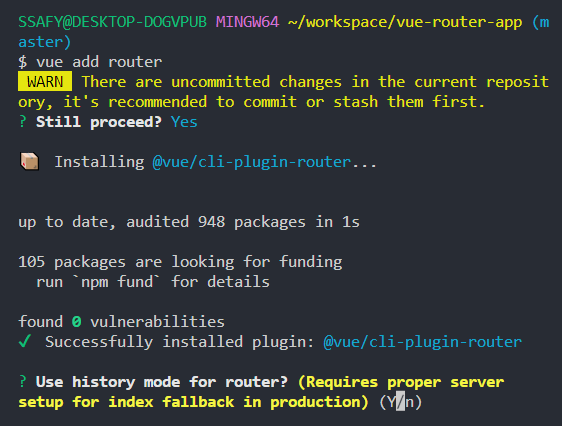 SSAFY@DESKTOP-DOGVPUB MINGW64 ~/workspace/vue-router-app (m
aster)
$ vue add router
WARN There are uncommitted changes in the current reposit
ory, it's recommended to commit or stash them first.
? Still proceed? Yes
Installing @vue/cli-plugin-router...
up to date, audited 948 packages in 1s
105 packages are looking for funding
run `npm fund` for details
found 0 vulnerabilities
✓ Successfully installed plugin: @vue/cli-plugin-router
? Use history mode for router? (Requires proper server
setup for index fallback in production) (Y/n)